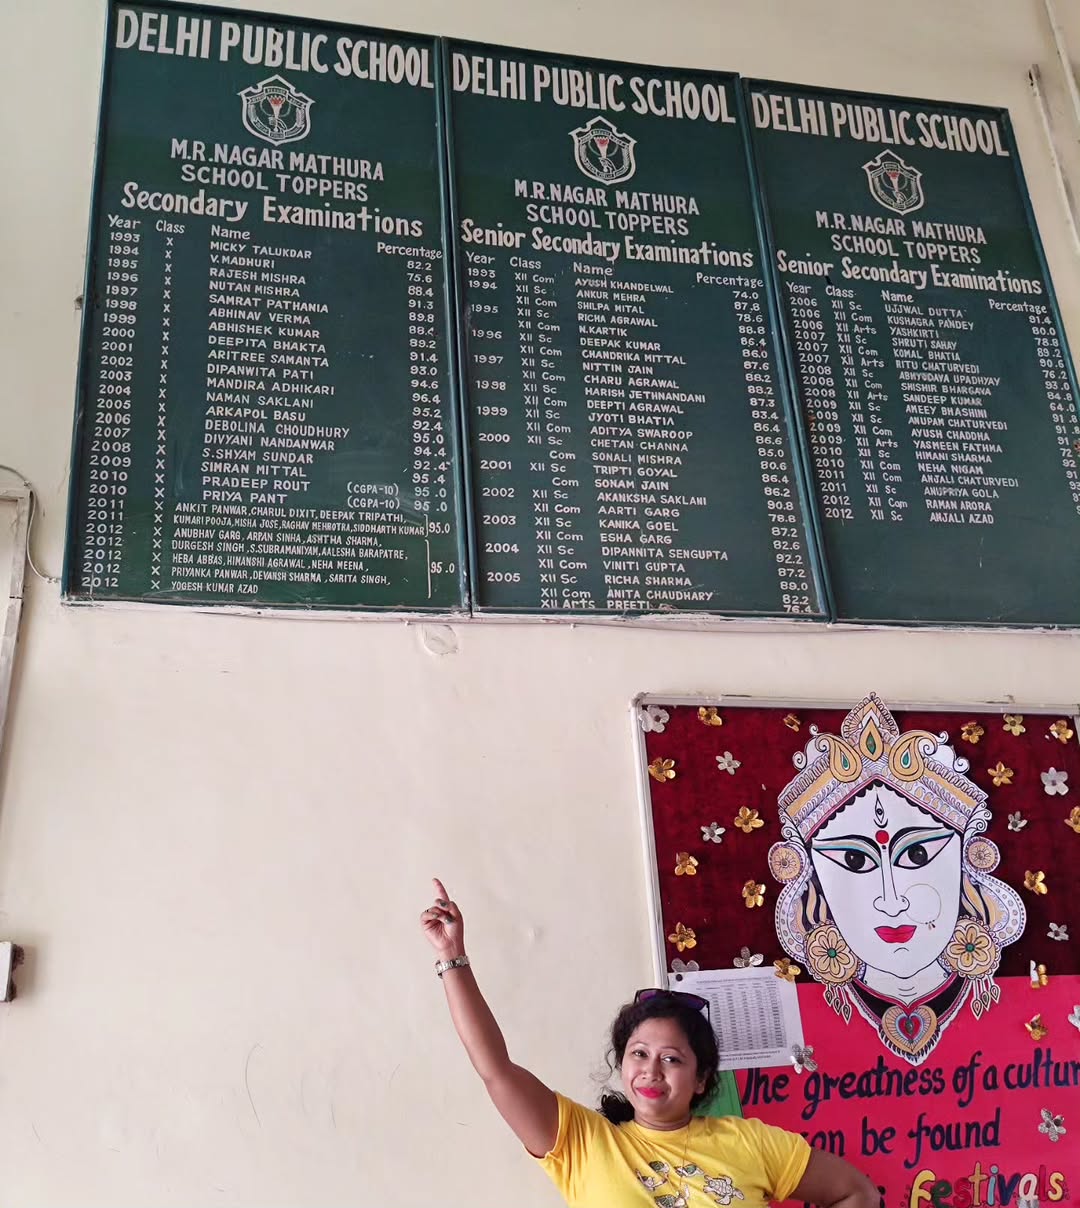 DELHI PUBLIC SCHOOL
M.R.NAGAR MATHURA
SCHOOL TOPPERS
Secondary Examinations
Year Class Name Percentage
1993 X MICKY TALUKDAR 82.2
1994 X V.MADHURI 75.6
1995 X RAJESH MISHRA 88.4
1996 X NUTAN MISHRA 91.3
1997 X SAMRAT PATHANIA 89.8
1998 X ABHINAV VERMA 88.4
1999 X ABHISHEK KUMAR 89.2
2000 X DEEPITA BHAKTA 91.4
2001 X ARITREE SAMANTA 93.0
2002 X DIPANWITA PATI 94.6
2003 X MANDIRA ADHIKARI 96.4
2004 X NAMAN SAKLANI 95.2
2005 X ARKAPOL BASU 92.4
2006 X DEBOLINA CHOUDHURY 95.0
2007 X DIVYANI NANDANWAR 94.4
2008 X S.SHYAM SUNDAR 92.4
2009 X SIMRAN MITTAL 95.4
2010 X PRADEEP ROUT (CGPA-10) 95.0
2010 X PRIYA PANT (CGPA-10) 95.0
2011 X ANKIT PANWAR, CHARUL DIXIT, DEEPAK TRIPATHI,
2011 X KUMARI POOJA, NISHA JOSE, RAGHAV MEHROTRA, SIDDHARTH KUMAR 95.0
2012 X ANUBHAV GARG, ARPAN SINHA, ASHTHA SHARMA,
2012 X DURGESH SINGH, S.SUBRAMANIYAM, AALESHA BARAPATRE,
2012 X HEBA ABBAS, HIMANSHI AGRAWAL, NEHA MEENA, 95.0
2012 X PRIYANKA PANWAR, DEVANSH SHARMA, SARITA SINGH,
2012 X YOGESH KUMAR AZAD
DELHI PUBLIC SCHOOL
M.R.NAGAR MATHURA
SCHOOL TOPPERS
Senior Secondary Examinations
Year Class Name Percentage
1993 XII Com AYUSH KHANDELWAL 74.0
1994 XII Sc ANKUR MEHRA 87.8
XII Com SHILPA MITAL 78.6
1995 XII Sc RICHA AGRAWAL 88.8
XII Com N.KARTIK 86.4
1996 XII Sc DEEPAK KUMAR 86.0
XII Com CHANDRIKA MITTAL 87.6
1997 XII Sc NITTIN JAIN 88.2
XII Com CHARU AGRAWAL 88.2
1998 XII Sc HARISH JETHNANDANI 87.3
XII Com DEEPTI AGRAWAL 83.4
1999 XII Sc JYOTI BHATIA 86.4
XII Com ADITYA SWAROOP 86.6
2000 XII Sc CHETAN CHANNA 85.0
Com SONALI MISHRA 80.6
2001 XII Sc TRIPTI GOYAL 86.4
Com SONAM JAIN 86.2
2002 XII Sc AKANKSHA SAKLANI 90.8
XII Com AARTI GARG 78.8
2003 XII Sc KANIKA GOEL 87.2
XII Com ESHA GARG 82.6
2004 XII Sc DIPANNITA SENGUPTA 92.2
XII Com VINITI GUPTA 87.2
2005 XII Sc RICHA SHARMA 89.0
XII Com ANITA CHAUDHARY 82.2
XII Arts PREETI 76.4
DELHI PUBLIC SCHOOL
M.R.NAGAR MATHURA
SCHOOL TOPPERS
Senior Secondary Examinations
Year Class Name Percentage
2006 XII Sc UJJWAL DUTTA 91.4
2006 XII Com KUSHAGRA PANDEY 80.0
2006 XII Arts YASHKIRTI 78.8
2007 XII Sc SHRUTI SAHAY 89.2
2007 XII Com KOMAL BHATIA 90.6
2007 XII Arts RITU CHATURVEDI 76.2
2008 XII Sc ABHYUDAYA UPADHYAY 93.0
2008 XII Com SHISHIR BHARGAVA 84.8
2008 XII Arts SANDEEP KUMAR 64.0
2009 XII Sc AMEEY BHASHINI 91.8
2009 XII Sc ANUPAM CHATURVEDI 91.8
2009 XII Com AYUSH CHADDHA
2009 XII Arts YASMEEN FATHMA
2010 XII Sc HIMANI SHARMA
2010 XII Com NEHA NIGAM
2011 XII Com ANJALI CHATURVEDI
2011 XII Sc ANUPRIYA GOLA
2012 XII Com RAMAN ARORA
2012 XII Sc ANJALI AZAD
The greatness of a cultur
can be found
Festivals